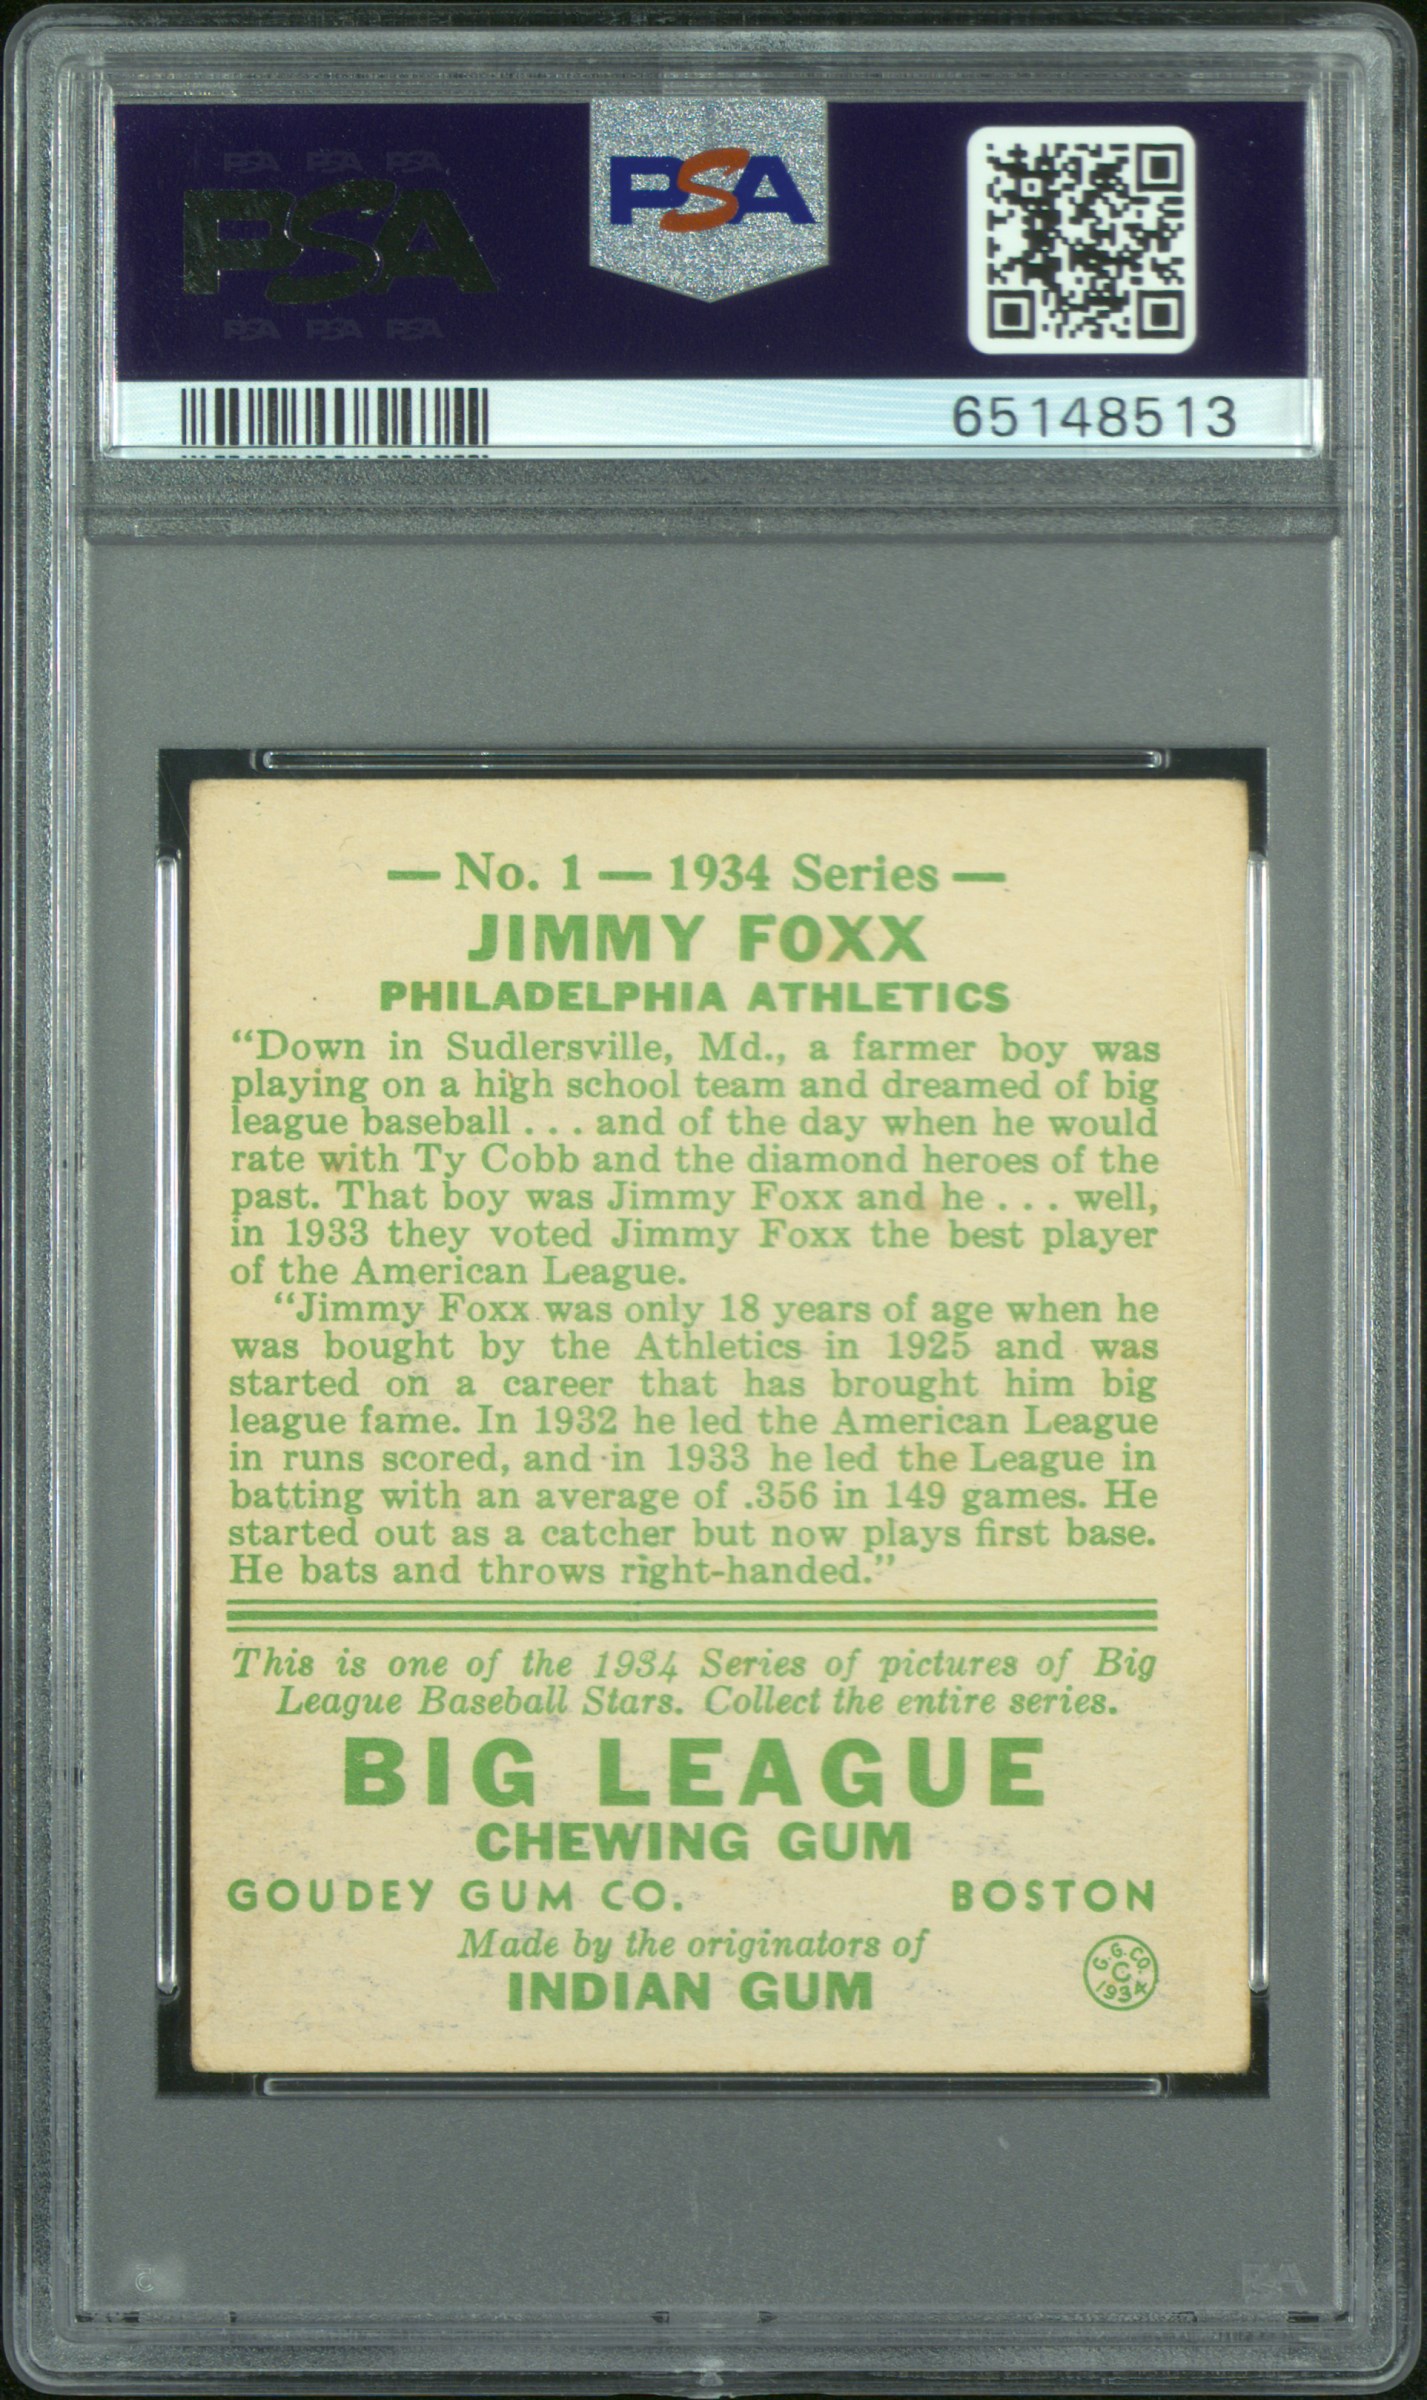 PSA PSA PSA
PSA
PSA PSA PSA
PSA
65148513
— No. 1 — 1934 Series —
JIMMY FOXX
PHILADELPHIA ATHLETICS
“Down in Sudlersville, Md., a farmer boy was
playing on a high school team and dreamed of big
league baseball . . . and of the day when he would
rate with Ty Cobb and the diamond heroes of the
past. That boy was Jimmy Foxx and he . . . well,
in 1933 they voted Jimmy Foxx the best player
of the American League.
“Jimmy Foxx was only 18 years of age when he
was bought by the Athletics in 1925 and was
started on a career that has brought him big
league fame. In 1932 he led the American League
in runs scored, and in 1933 he led the League in
batting with an average of .356 in 149 games. He
started out as a catcher but now plays first base.
He bats and throws right-handed.”
This is one of the 1934 Series of pictures of Big
League Baseball Stars. Collect the entire series.
BIG LEAGUE
CHEWING GUM
GOUDEY GUM CO. BOSTON
Made by the originators of
INDIAN GUM
G. G. CO.
C
1934
PSA